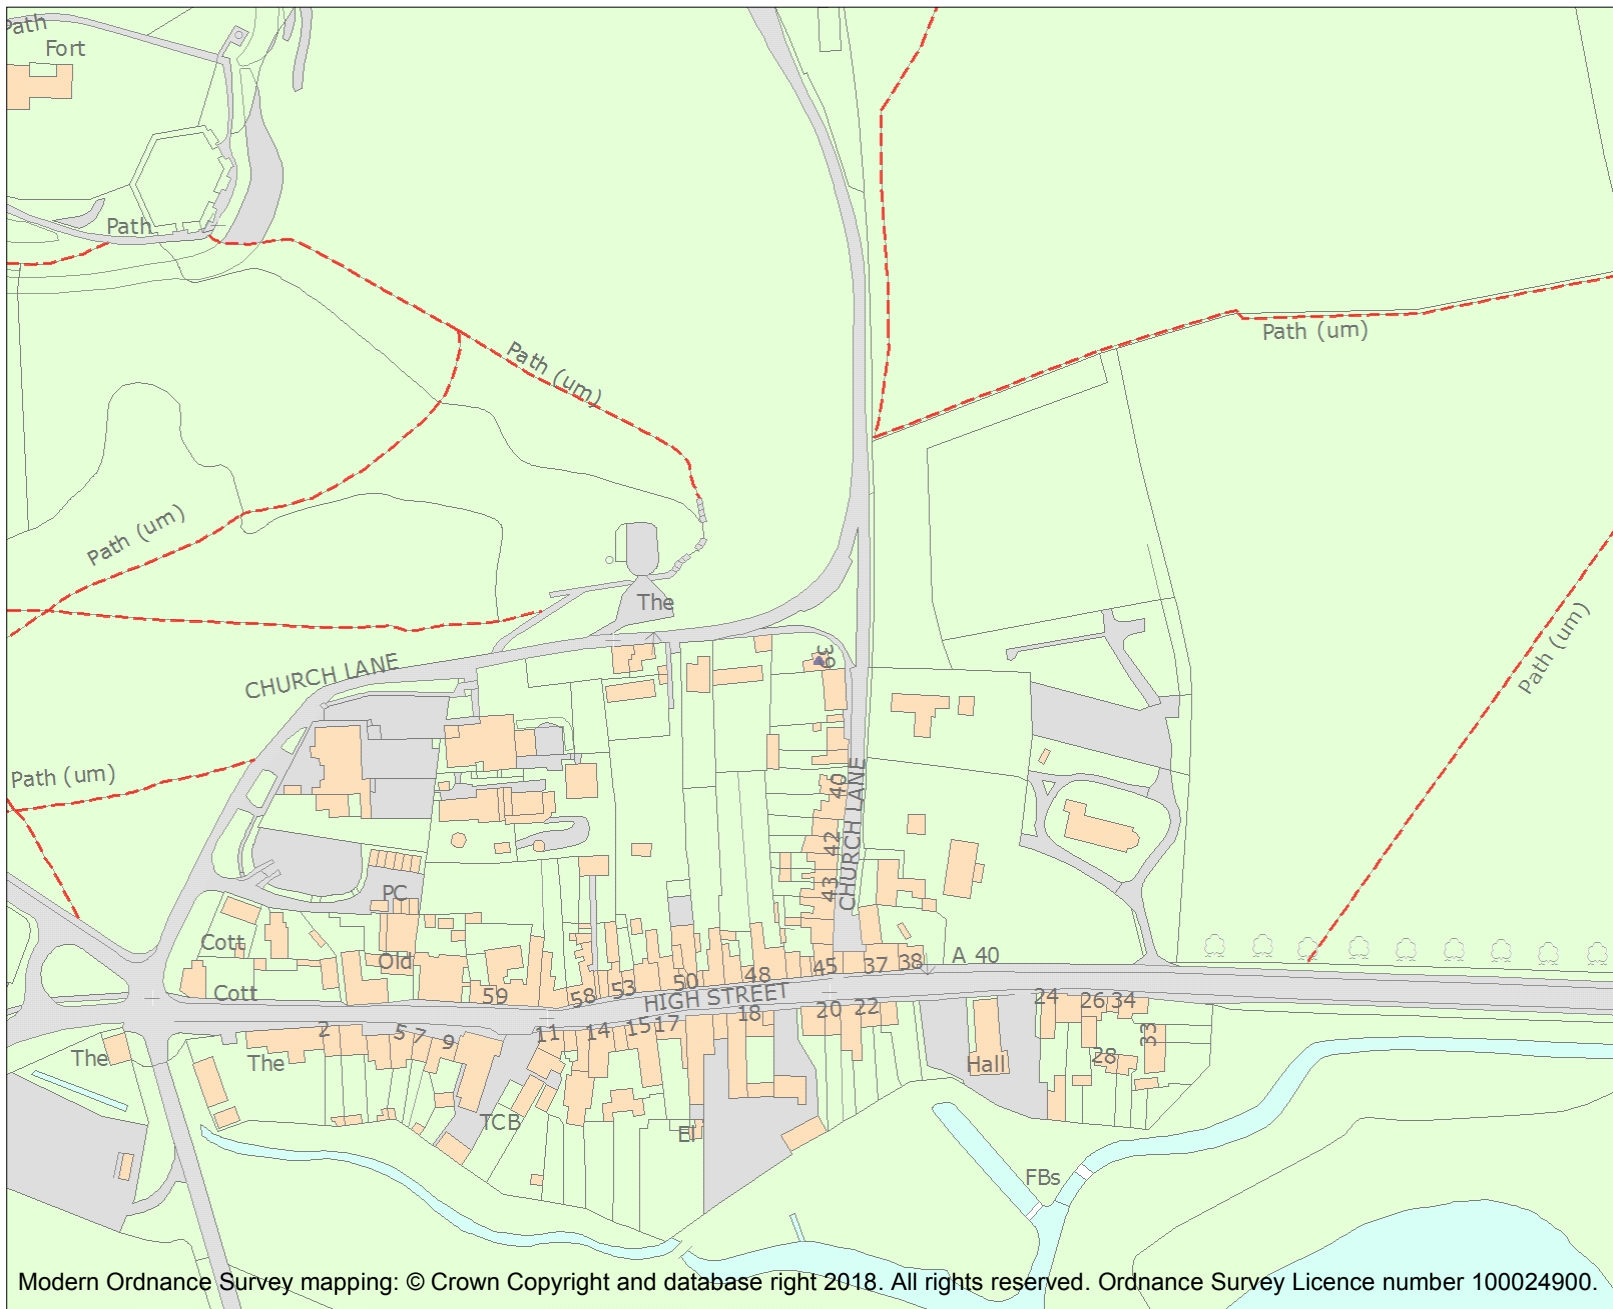 Path
Fort
Path
Path (um)
Path (um)
Path (um)
The
39
CHURCH LANE
Path (um)
Path (um)
40
42
43
CHURCH LANE
PC
Cott
Old
Cott
59
58
53
50
48
45
37
38
A 40
HIGH STREET
2
5
7
9
11
14
15
17
18
20
22
24
26
34
33
28
The
The
Hall
TCB
El
FBs
Modern Ordnance Survey mapping: © Crown Copyright and database right 2018. All rights reserved. Ordnance Survey Licence number 100024900.